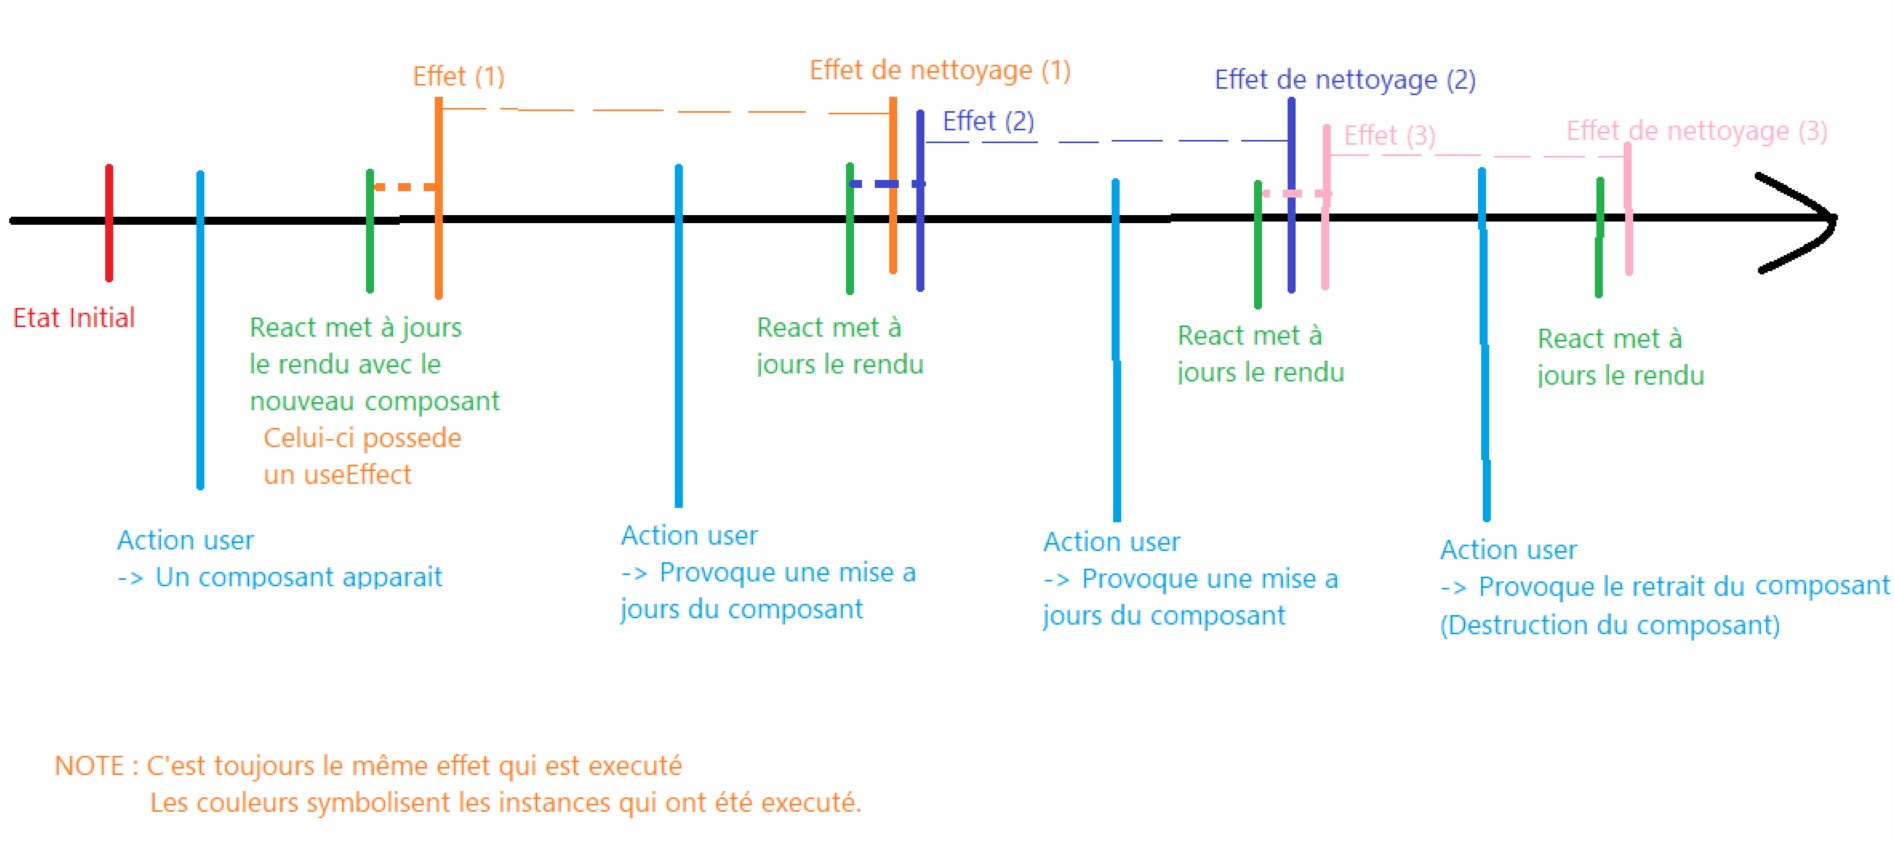 Effet (1)
Effet de nettoyage (1)
Effet de nettoyage (2)
Effet (2)
Effet (3)
Effet de nettoyage (3)
Etat Initial
React met à jours
le rendu avec le
nouveau composant
Celui-ci possede
un useEffect
React met à
jours le rendu
React met à
jours le rendu
React met à
jours le rendu
Action user
-> Un composant apparait
Action user
-> Provoque une mise a
jours du composant
Action user
-> Provoque une mise a
jours du composant
Action user
-> Provoque le retrait du composant
(Destruction du composant)
NOTE : C'est toujours le même effet qui est executé
Les couleurs symbolisent les instances qui ont été executé.